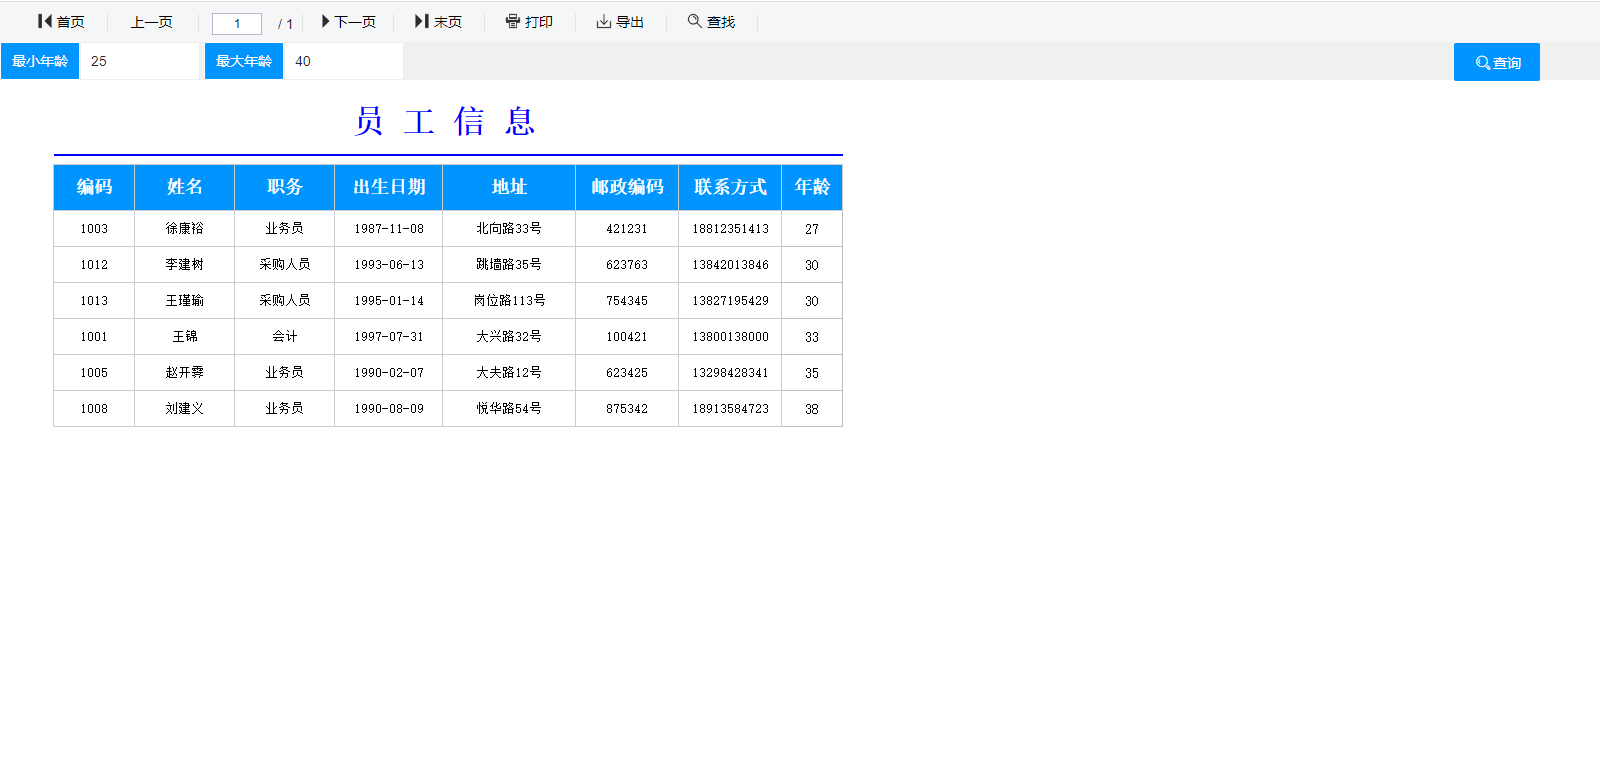 首页 上一页 1 / 1 下一页 末页 打印 导出 查找
最小年龄 25 最大年龄 40 查询
员工信息
编码 姓名 职务 出生日期 地址 邮政编码 联系方式 年龄
1003 徐康裕 业务员 1987-11-08 北向路33号 421231 18812351413 27
1012 李建树 采购人员 1993-06-13 跳墙路35号 623763 13842013846 30
1013 王瑾瑜 采购人员 1995-01-14 岗位路113号 754345 13827195429 30
1001 王锦 会计 1997-07-31 大兴路32号 100421 13800138000 33
1005 赵开霁 业务员 1990-02-07 大夫路12号 623425 13298428341 35
1008 刘建义 业务员 1990-08-09 悦华路54号 875342 18913584723 38